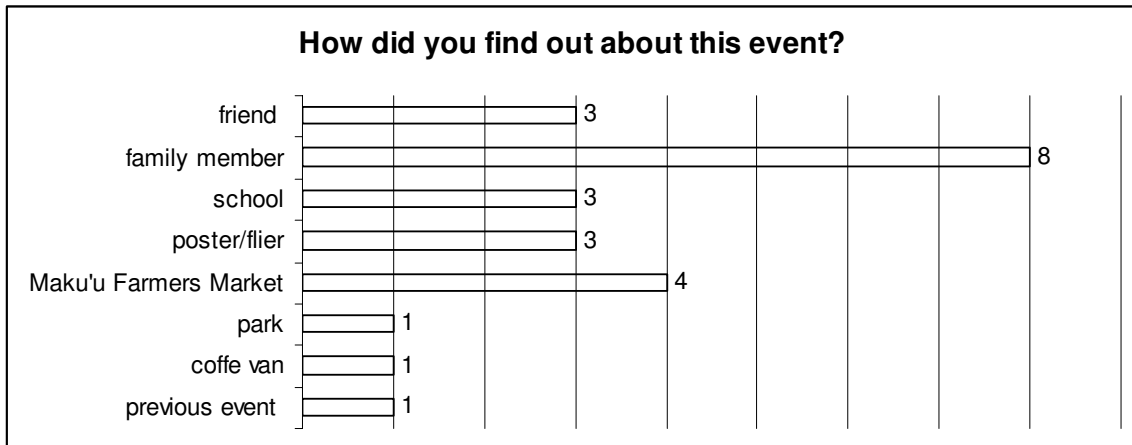 How did you find out about this event?
friend 3
family member 8
school 3
poster/flier 3
Maku'u Farmers Market 4
park 1
coffe van 1
previous event 1